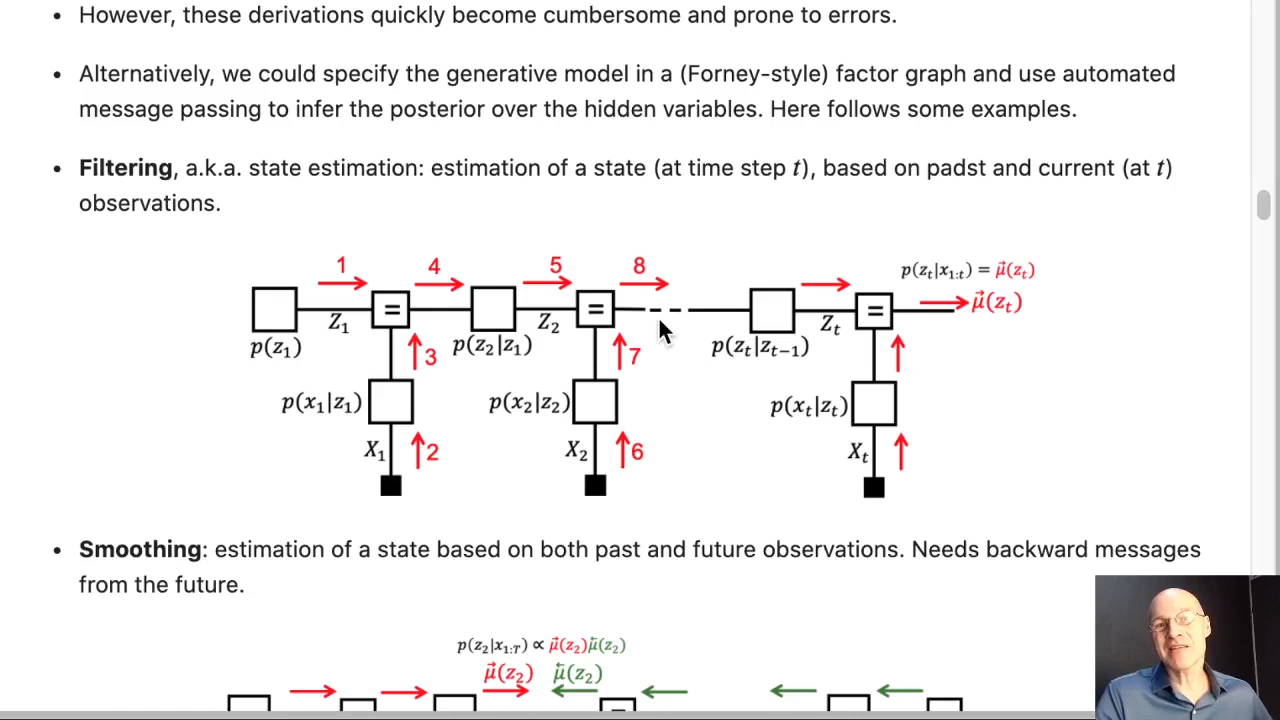 • However, these derivations quickly become cumbersome and prone to errors.
• Alternatively, we could specify the generative model in a (Forney-style) factor graph and use automated
message passing to infer the posterior over the hidden variables. Here follows some examples.
• Filtering, a.k.a. state estimation: estimation of a state (at time step t), based on padst and current (at t)
observations.
p(z_t|x_{1:t}) = μ⃗(z_t)
1 4 5 8 μ⃗(z_t)
= = =
Z_1 Z_2 Z_t
p(z_1) 3 p(z_2|z_1) 7 p(z_t|z_{t−1})
p(x_1|z_1) p(x_2|z_2) p(x_t|z_t)
X_1 2 X_2 6 X_t
• Smoothing: estimation of a state based on both past and future observations. Needs backward messages
from the future.
p(z_2|x_{1:T}) ∝ μ⃗(z_2)μ⃖(z_2)
μ⃗(z_2) μ⃖(z_2)
=